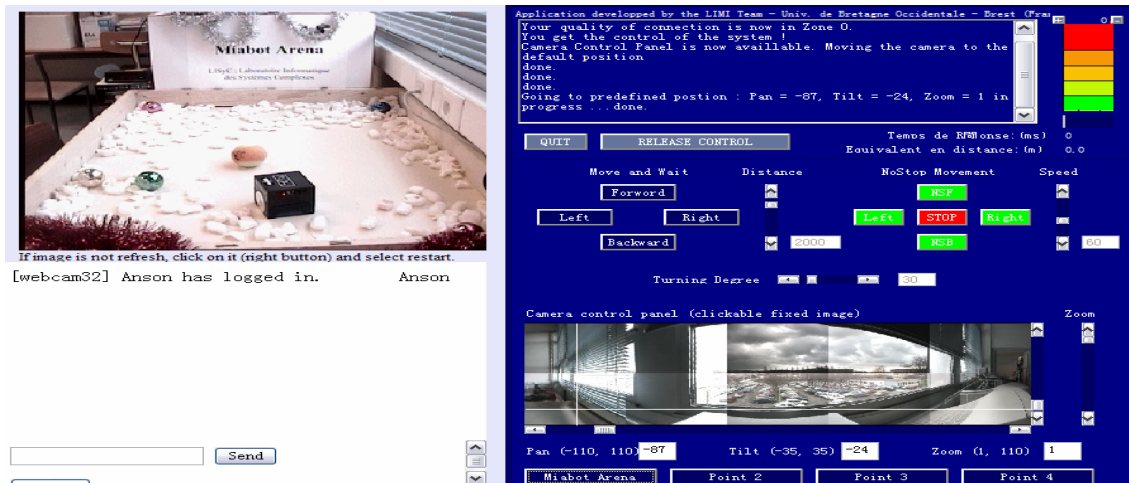 Miabot Arena
LISyC : Laboratoire Informatique
des Systèmes Complexes
If image is not refresh, click on it (right button) and select restart.
[webcam32] Anson has logged in. Anson
Send
Application developped by the LIMI Team - Univ. de Bretagne Occidentale - Brest (Fra
0
Your quality of connection is now in Zone 0.
You get the control of the system !
Camera Control Panel is now availlable. Moving the camera to the
default position
done.
done.
done.
Going to predefined postion : Pan = -87, Tilt = -24, Zoom = 1 in
progress ...done.
QUIT RELEASE CONTROL
Temps de :(ms) 0
Equivalent en distance:(m) 0.0
Move and Wait Distance NoStop Movement Speed
Forword NSF
Left Right Left STOP Right
Backward 2000 NSB 60
Turning Degree 30
Camera control panel (clickable fixed image) Zoom
Pan (-110, 110) -87 Tilt (-35, 35) -24 Zoom (1, 110) 1
Miabot Arena Point 2 Point 3 Point 4